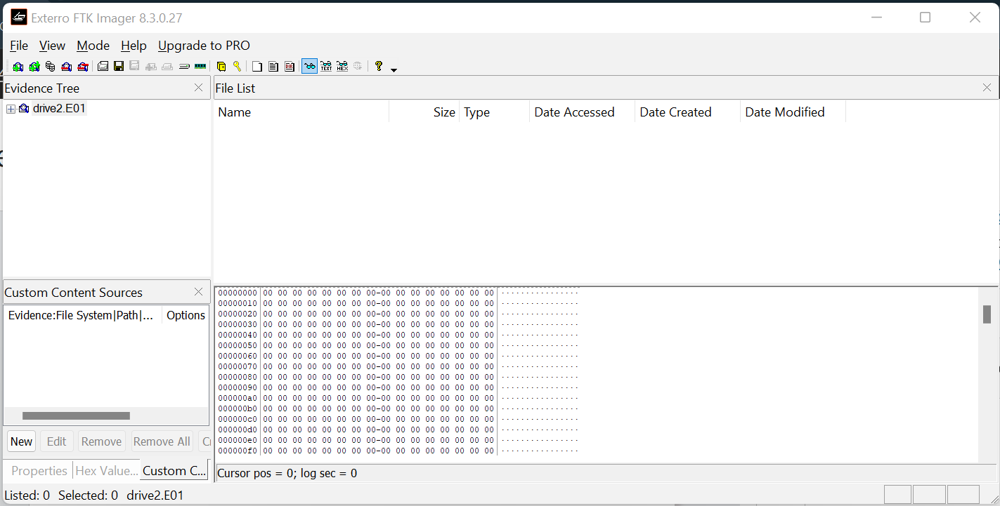 Exterro FTK Imager 8.3.0.27
File View Mode Help Upgrade to PRO
Evidence Tree
File List
drive2.E01
Name Size Type Date Accessed Date Created Date Modified
Custom Content Sources
Evidence:File System|Path|... Options
00000000 00 00 00 00 00 00 00 00-00 00 00 00 00 00 00 00 ················
00000010 00 00 00 00 00 00 00 00-00 00 00 00 00 00 00 00 ················
00000020 00 00 00 00 00 00 00 00-00 00 00 00 00 00 00 00 ················
00000030 00 00 00 00 00 00 00 00-00 00 00 00 00 00 00 00 ················
00000040 00 00 00 00 00 00 00 00-00 00 00 00 00 00 00 00 ················
00000050 00 00 00 00 00 00 00 00-00 00 00 00 00 00 00 00 ················
00000060 00 00 00 00 00 00 00 00-00 00 00 00 00 00 00 00 ················
00000070 00 00 00 00 00 00 00 00-00 00 00 00 00 00 00 00 ················
00000080 00 00 00 00 00 00 00 00-00 00 00 00 00 00 00 00 ················
00000090 00 00 00 00 00 00 00 00-00 00 00 00 00 00 00 00 ················
000000a0 00 00 00 00 00 00 00 00-00 00 00 00 00 00 00 00 ················
000000b0 00 00 00 00 00 00 00 00-00 00 00 00 00 00 00 00 ················
000000c0 00 00 00 00 00 00 00 00-00 00 00 00 00 00 00 00 ················
000000d0 00 00 00 00 00 00 00 00-00 00 00 00 00 00 00 00 ················
000000e0 00 00 00 00 00 00 00 00-00 00 00 00 00 00 00 00 ················
000000f0 00 00 00 00 00 00 00 00-00 00 00 00 00 00 00 00 ················
New Edit Remove Remove All
Properties Hex Value... Custom C...
Cursor pos = 0; log sec = 0
Listed: 0 Selected: 0 drive2.E01